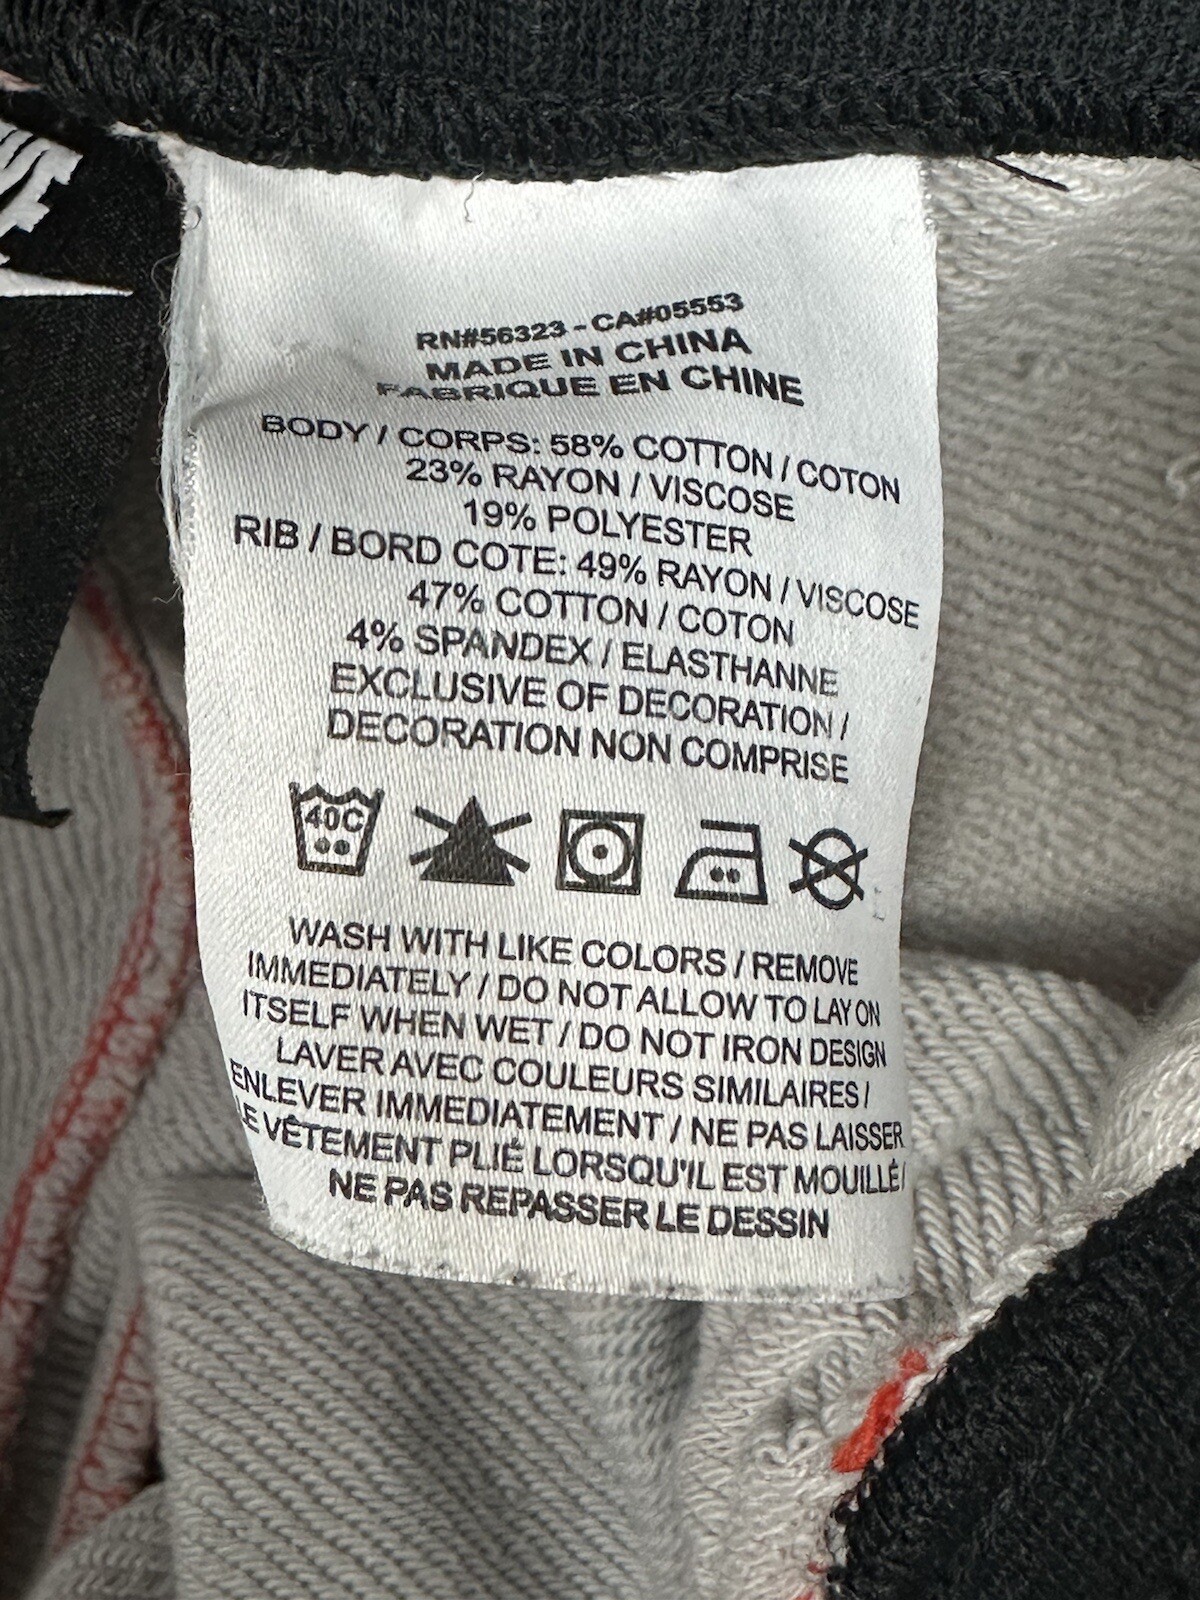 RN#56323 - CA#05553
MADE IN CHINA
FABRIQUE EN CHINE
BODY / CORPS: 58% COTTON / COTON
23% RAYON / VISCOSE
19% POLYESTER
RIB / BORD COTE: 49% RAYON / VISCOSE
47% COTTON / COTON
4% SPANDEX / ELASTHANNE
EXCLUSIVE OF DECORATION /
DECORATION NON COMPRISE
40C
WASH WITH LIKE COLORS / REMOVE
IMMEDIATELY / DO NOT ALLOW TO LAY ON
ITSELF WHEN WET / DO NOT IRON DESIGN
LAVER AVEC COULEURS SIMILAIRES /
ENLEVER IMMEDIATEMENT / NE PAS LAISSER
LE VÊTEMENT PLIÉ LORSQU'IL EST MOUILLÉ /
NE PAS REPASSER LE DESSIN